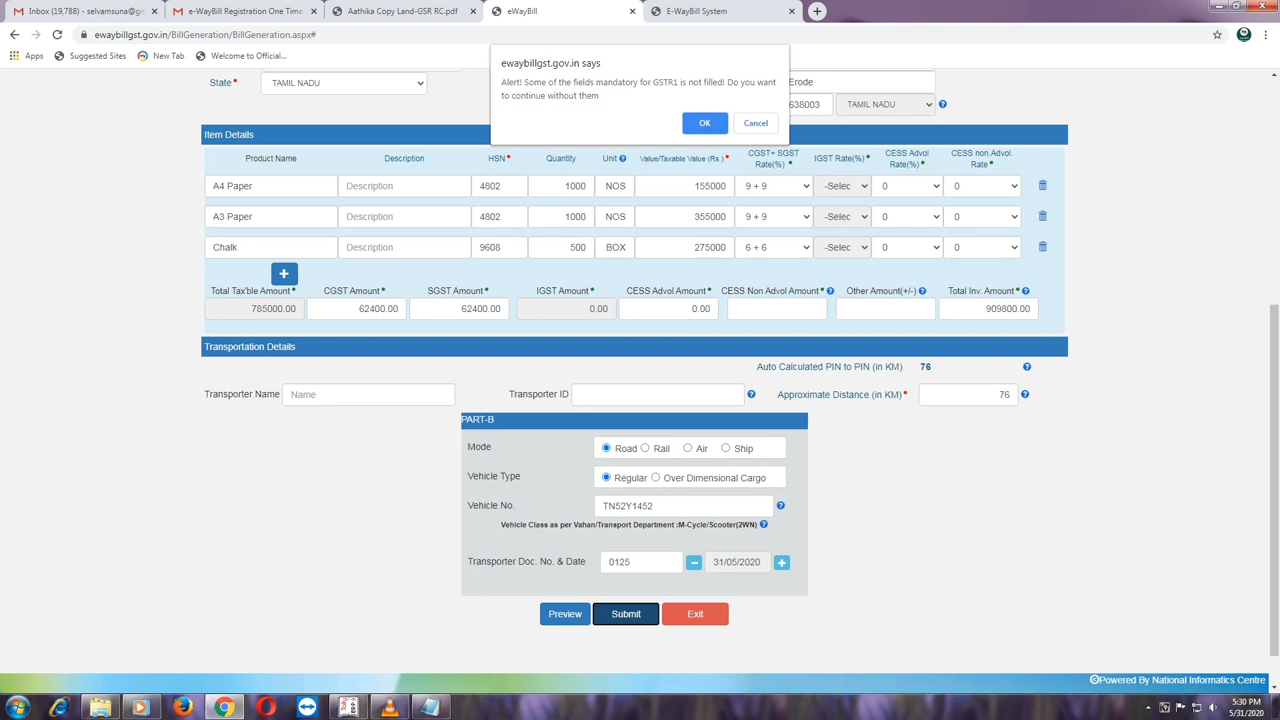 Inbox (19,788) - selvamsuna@gm
e-WayBill Registration One Time
Aathika Copy Land-GSR RC.pdf
eWayBill
E-WayBill System
ewaybillgst.gov.in/BillGeneration/BillGeneration.aspx#
Apps
Suggested Sites
New Tab
Welcome to Official...
ewaybillgst.gov.in says
Alert! Some of the fields mandatory for GSTR1 is not filled! Do you want
to continue without them
OK Cancel
State* TAMIL NADU
Erode
638003 TAMIL NADU
Item Details
Product Name Description HSN* Quantity Unit Value/Taxable Value (Rs.)* CGST+ SGST Rate(%)* IGST Rate(%)* CESS Advol Rate(%)* CESS non.Advol. Rate*
A4 Paper Description 4802 1000 NOS 155000 9 + 9 -Selec 0 0
A3 Paper Description 4802 1000 NOS 355000 9 + 9 -Selec 0 0
Chalk Description 9608 500 BOX 275000 6 + 6 -Selec 0 0
+
Total Tax'ble Amount* CGST Amount* SGST Amount* IGST Amount* CESS Advol Amount* CESS Non Advol Amount* Other Amount(+/-) Total Inv. Amount*
785000.00 62400.00 62400.00 0.00 0.00 909800.00
Transportation Details
Auto Calculated PIN to PIN (in KM) 76
Transporter Name Name Transporter ID Approximate Distance (in KM)* 76
PART-B
Mode Road Rail Air Ship
Vehicle Type Regular Over Dimensional Cargo
Vehicle No. TN52Y1452
Vehicle Class as per Vahan/Transport Department :M-Cycle/Scooter(2WN)
Transporter Doc. No. & Date 0125 31/05/2020
Preview Submit Exit
Powered By National Informatics Centre
5:30 PM
5/31/2020